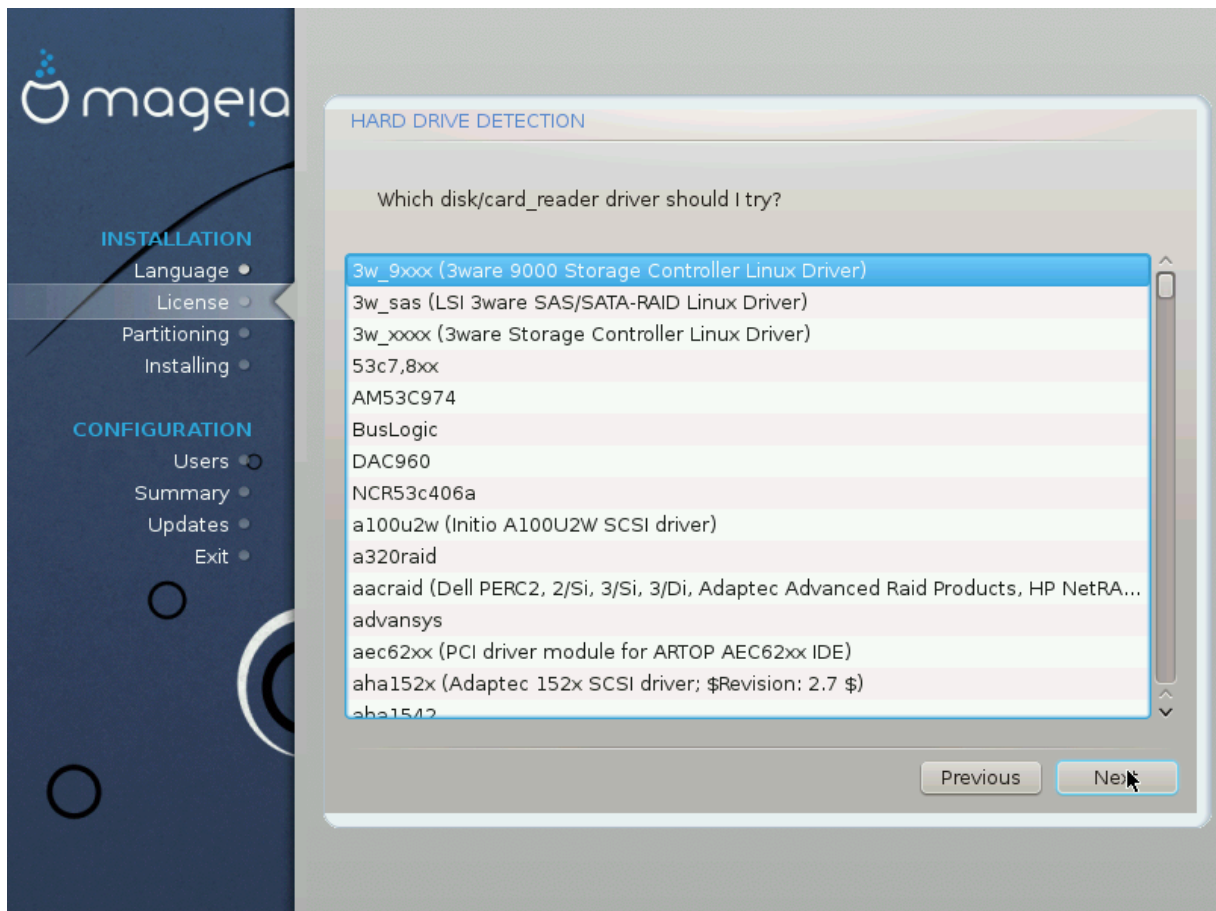 mageia
INSTALLATION
Language
License
Partitioning
Installing
CONFIGURATION
Users
Summary
Updates
Exit
HARD DRIVE DETECTION
Which disk/card_reader driver should I try?
3w_9xxx (3ware 9000 Storage Controller Linux Driver)
3w_sas (LSI 3ware SAS/SATA-RAID Linux Driver)
3w_xxxx (3ware Storage Controller Linux Driver)
53c7,8xx
AM53C974
BusLogic
DAC960
NCR53c406a
a100u2w (Initio A100U2W SCSI driver)
a320raid
aacraid (Dell PERC2, 2/Si, 3/Si, 3/Di, Adaptec Advanced Raid Products, HP NetRA...
advansys
aec62xx (PCI driver module for ARTOP AEC62xx IDE)
aha152x (Adaptec 152x SCSI driver; $Revision: 2.7 $)
aha1542
Previous
Next